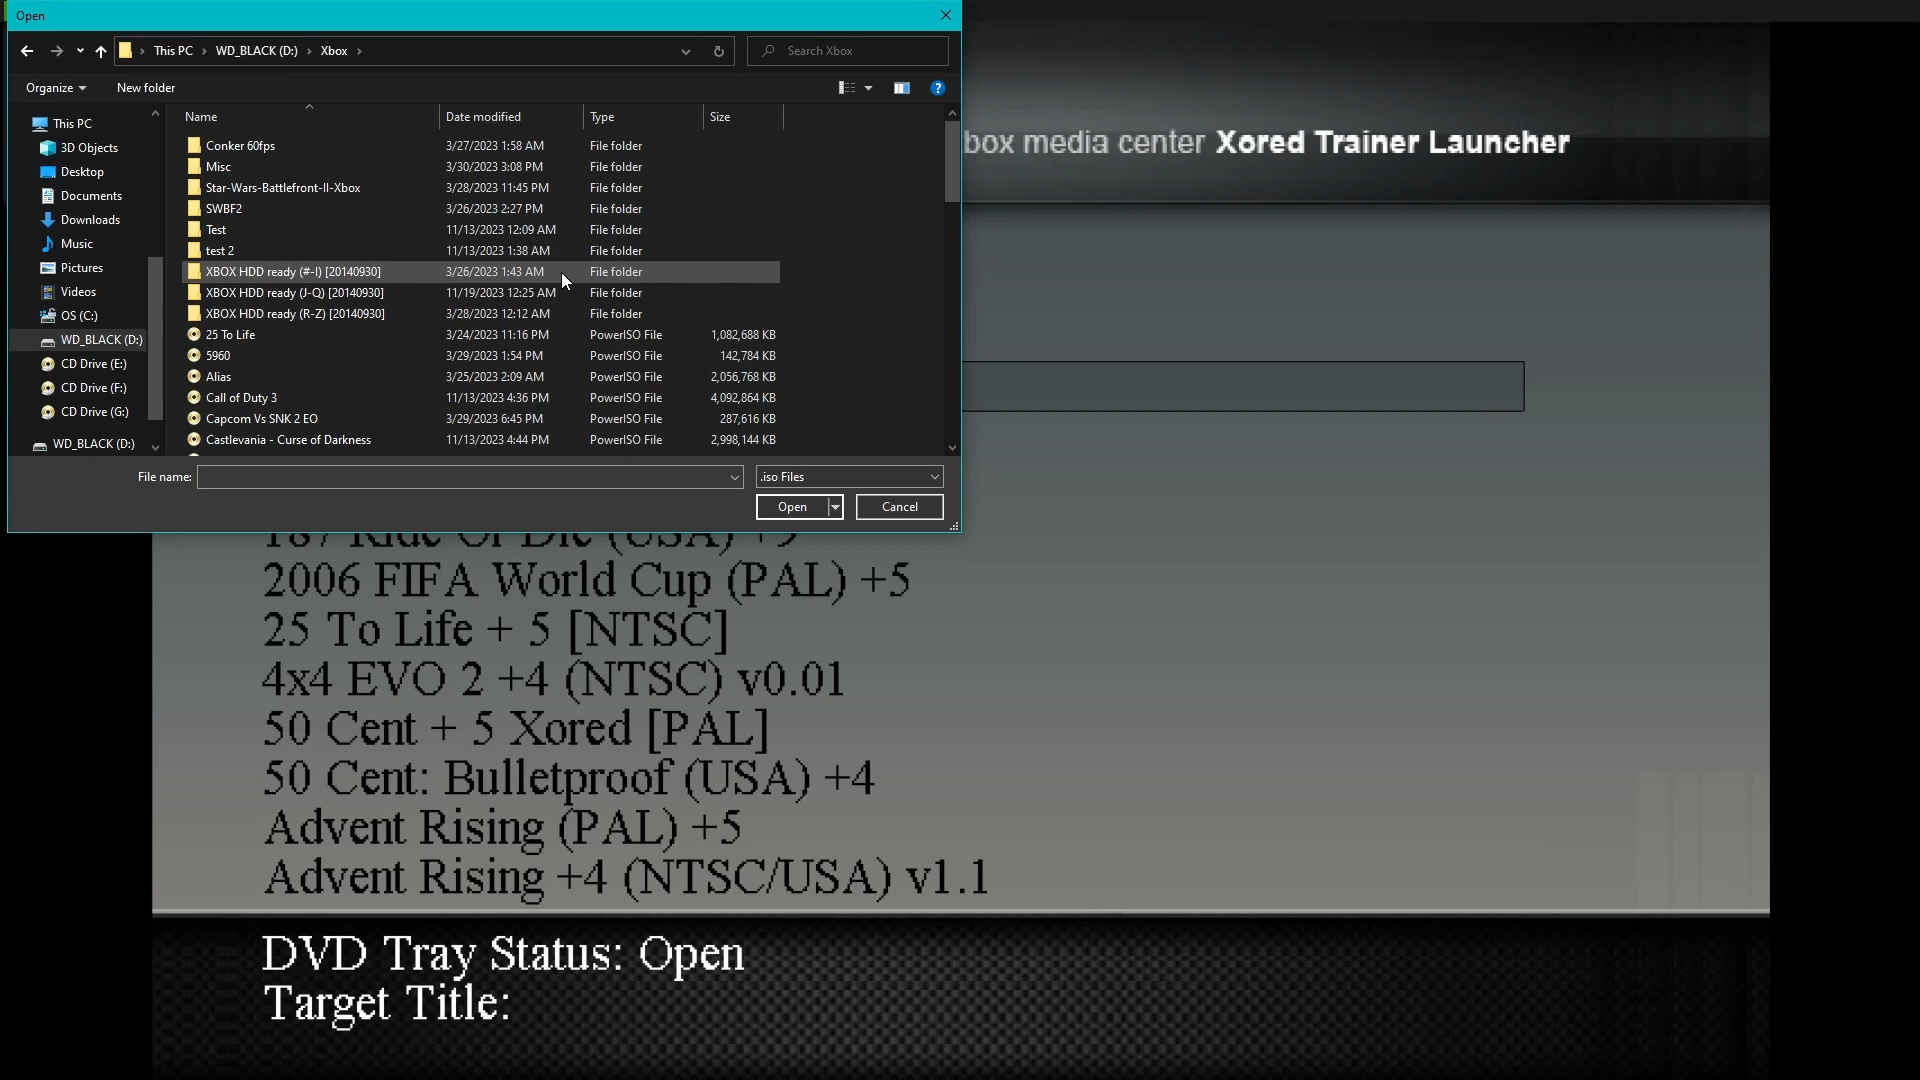 Open
This PC WD_BLACK (D:) Xbox
Search Xbox
Organize New folder
Name Date modified Type Size
This PC
3D Objects
Desktop
Documents
Downloads
Music
Pictures
Videos
OS (C:)
WD_BLACK (D:)
CD Drive (E:)
CD Drive (F:)
CD Drive (G:)
WD_BLACK (D:)
Conker 60fps 3/27/2023 1:58 AM File folder
Misc 3/30/2023 3:08 PM File folder
Star-Wars-Battlefront-II-Xbox 3/28/2023 11:45 PM File folder
SWBF2 3/26/2023 2:27 PM File folder
Test 11/13/2023 12:09 AM File folder
test 2 11/13/2023 1:38 AM File folder
XBOX HDD ready (#-I) [20140930] 3/26/2023 1:43 AM File folder
XBOX HDD ready (J-Q) [20140930] 11/19/2023 12:25 AM File folder
XBOX HDD ready (R-Z) [20140930] 3/28/2023 12:12 AM File folder
25 To Life 3/24/2023 11:16 PM PowerISO File 1,082,688 KB
5960 3/29/2023 1:54 PM PowerISO File 142,784 KB
Alias 3/25/2023 2:09 AM PowerISO File 2,056,768 KB
Call of Duty 3 11/13/2023 4:36 PM PowerISO File 4,092,864 KB
Capcom Vs SNK 2 EO 3/29/2023 6:45 PM PowerISO File 287,616 KB
Castlevania - Curse of Darkness 11/13/2023 4:44 PM PowerISO File 2,998,144 KB
File name: .iso Files
Open Cancel
box media center Xored Trainer Launcher
187 Ride Or Die (USA) +9
2006 FIFA World Cup (PAL) +5
25 To Life + 5 [NTSC]
4x4 EVO 2 +4 (NTSC) v0.01
50 Cent + 5 Xored [PAL]
50 Cent: Bulletproof (USA) +4
Advent Rising (PAL) +5
Advent Rising +4 (NTSC/USA) v1.1
DVD Tray Status: Open
Target Title: